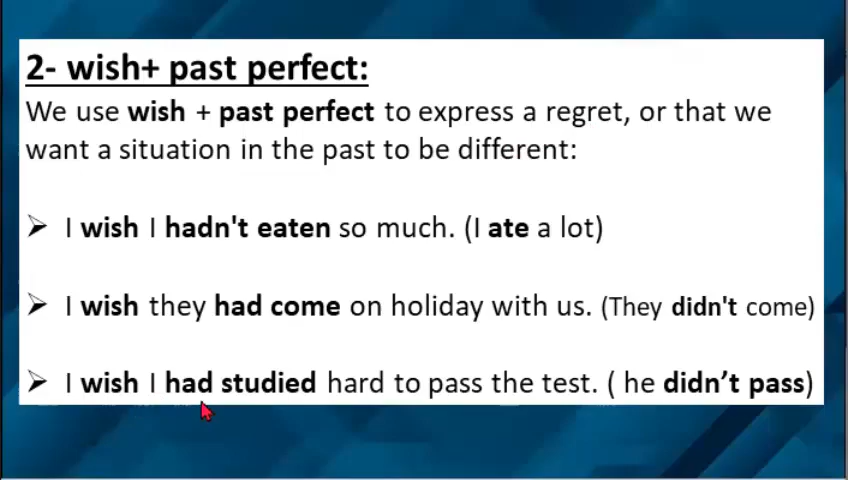 2- wish+ past perfect:
We use wish + past perfect to express a regret, or that we
want a situation in the past to be different:
➢ I wish I hadn't eaten so much. (I ate a lot)
➢ I wish they had come on holiday with us. (They didn't come)
➢ I wish I had studied hard to pass the test. ( he didn’t pass)